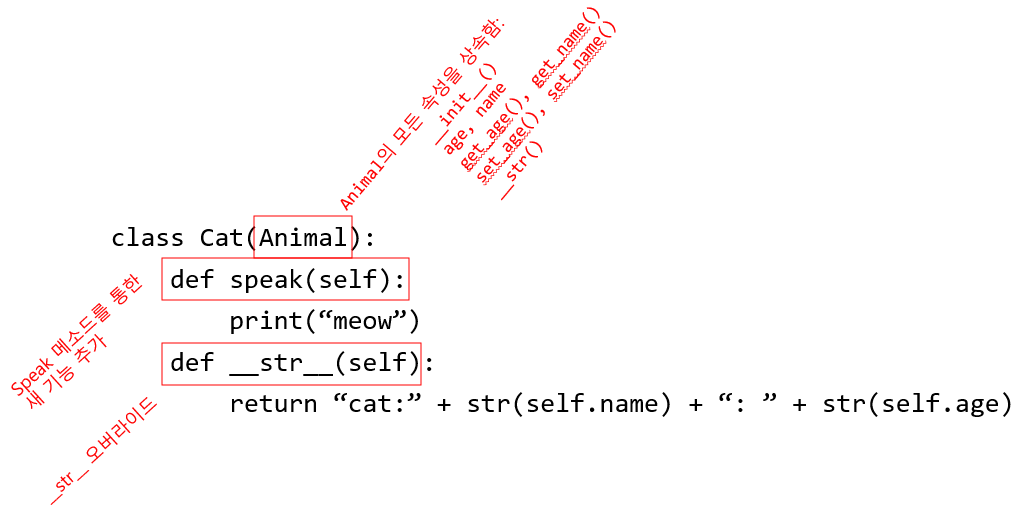 Animal의 모든 속성을 상속함:
__init__()
age, name
get_age(), get_name()
set_age(), set_name()
__str()
class Cat(Animal):
def speak(self):
print(“meow”)
def __str__(self):
return “cat:” + str(self.name) + “: ” + str(self.age)
Speak 메소드를 통한
새 기능 추가
__str__ 오버라이드